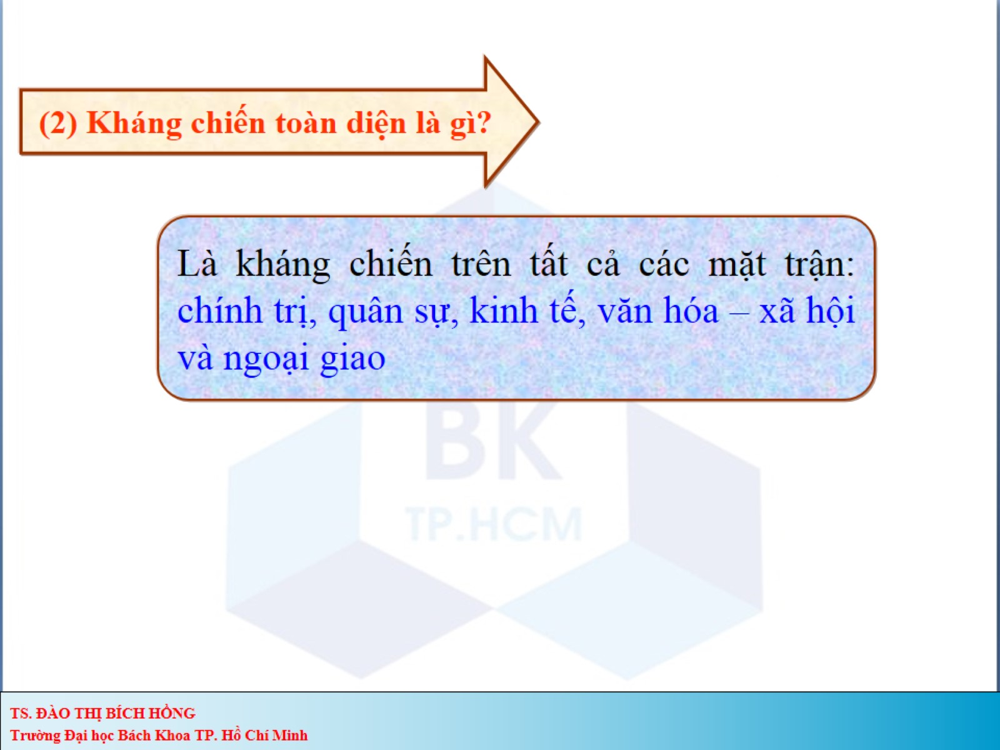 (2) Kháng chiến toàn diện là gì?
Là kháng chiến trên tất cả các mặt trận:
chính trị, quân sự, kinh tế, văn hóa – xã hội
và ngoại giao
BK
TP.HCM
TS. ĐÀO THỊ BÍCH HỒNG
Trường Đại học Bách Khoa TP. Hồ Chí Minh